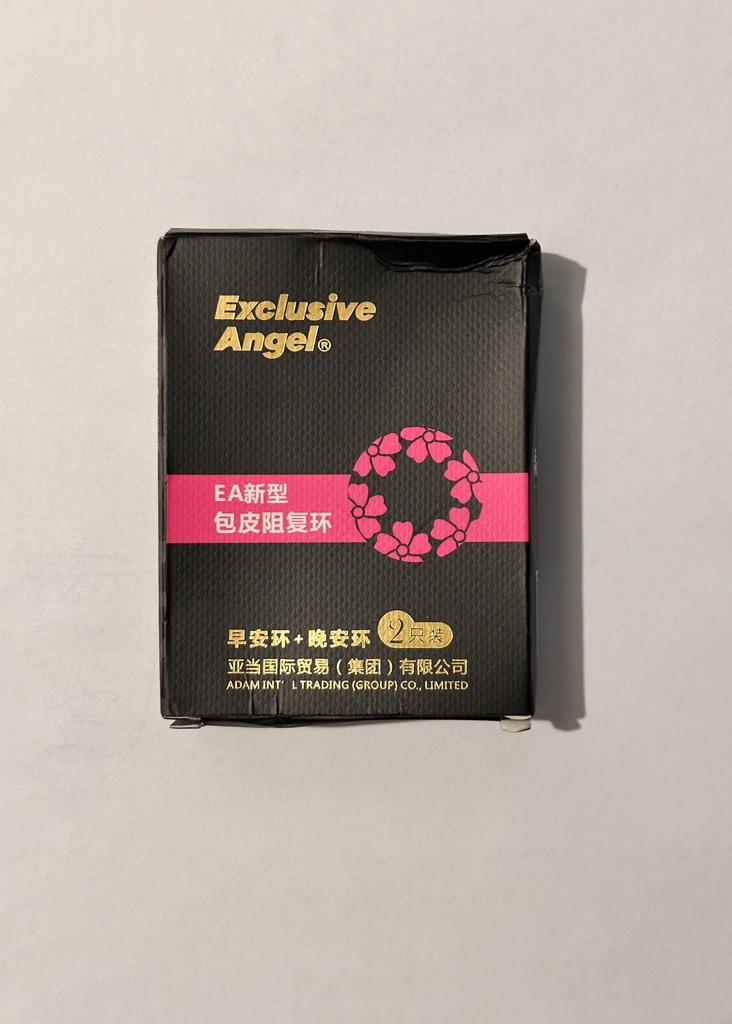 Exclusive
Angel®
EA新型
包皮阻复环
早安环+晚安环 2只装
亚当国际贸易（集团）有限公司
ADAM INT' L TRADING (GROUP) CO., LIMITED